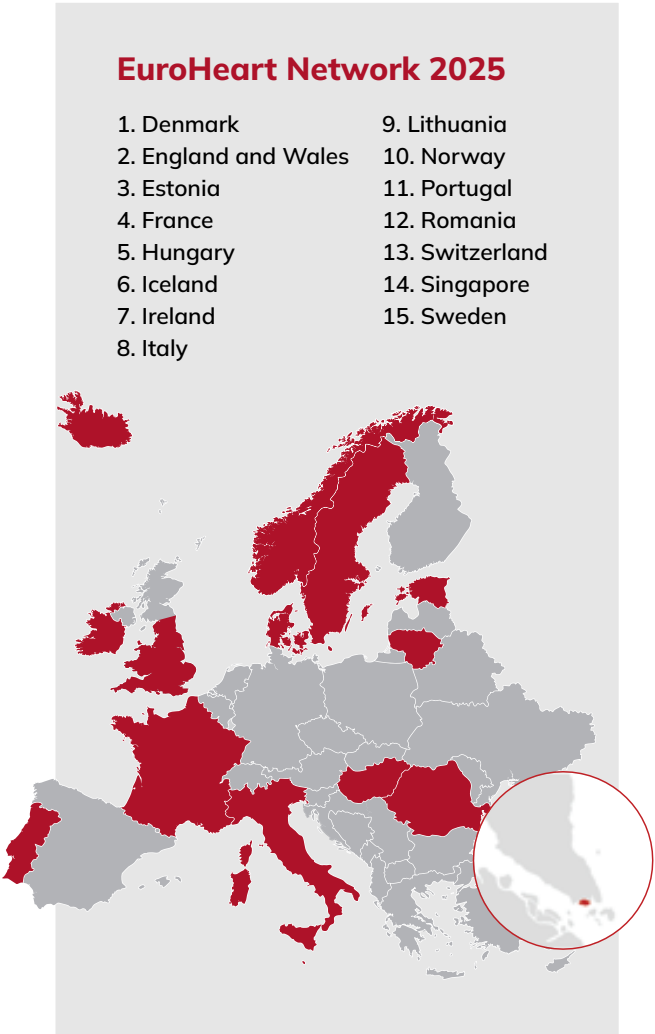 EuroHeart Network 2025
1. Denmark
2. England and Wales
3. Estonia
4. France
5. Hungary
6. Iceland
7. Ireland
8. Italy
9. Lithuania
10. Norway
11. Portugal
12. Romania
13. Switzerland
14. Singapore
15. Sweden